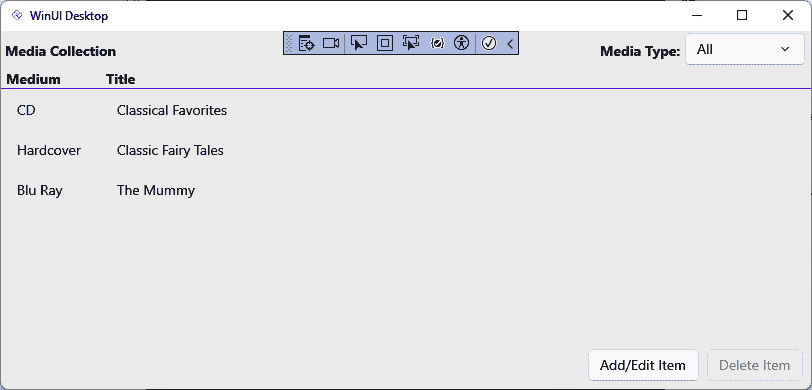 WinUI Desktop
Media Collection
Media Type: All
Medium Title
CD Classical Favorites
Hardcover Classic Fairy Tales
Blu Ray The Mummy
Add/Edit Item Delete Item